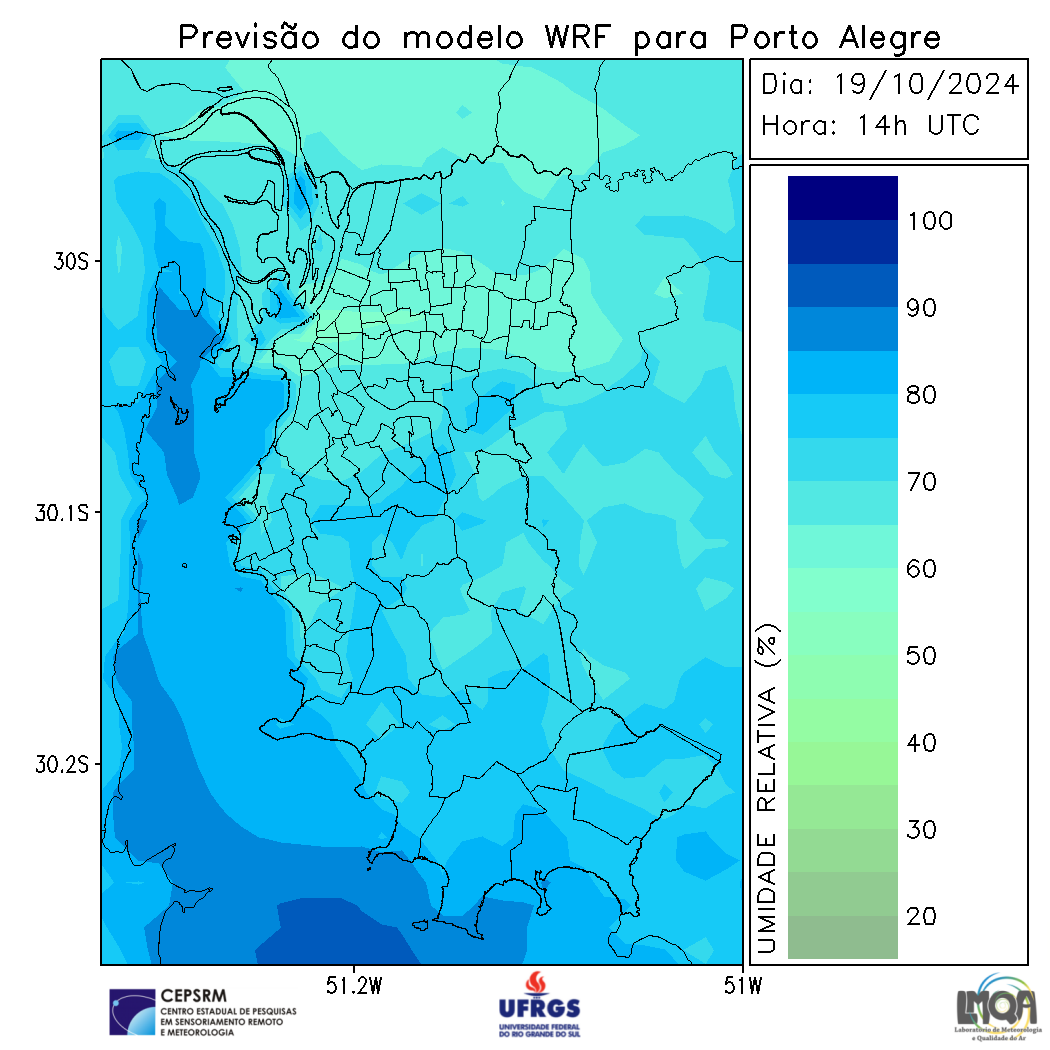 Previsão do modelo WRF para Porto Alegre
Dia: 19/10/2024
Hora: 14h UTC
100
90
80
70
60
50
40
30
20
UMIDADE RELATIVA (%)
30S
30.1S
30.2S
51.2W
51W
CEPSRM
CENTRO ESTADUAL DE PESQUISAS
EM SENSORIAMENTO REMOTO
E METEOROLOGIA
UFRGS
UNIVERSIDADE FEDERAL
DO RIO GRANDE DO SUL
LMQA
Laboratório de Meteorologia
e Qualidade do Ar